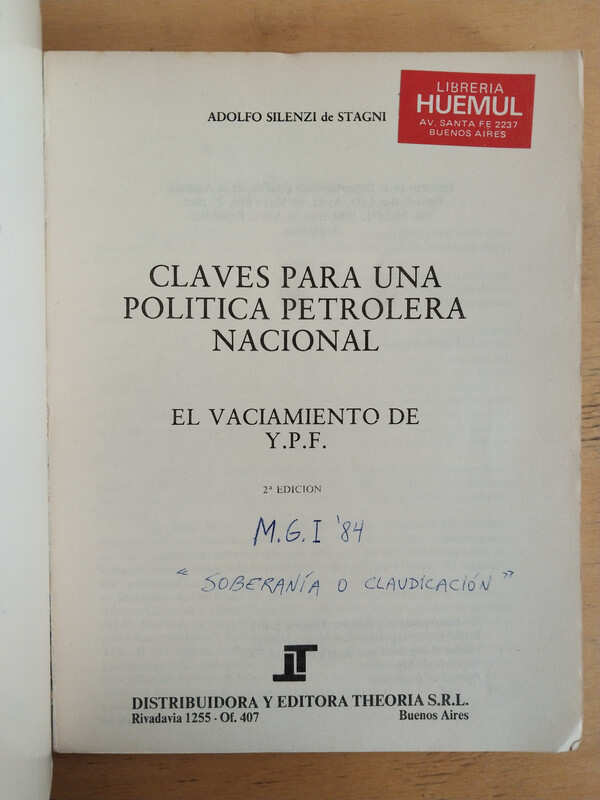 ADOLFO SILENZI de STAGNI
LIBRERIA
HUEMUL
AV. SANTA FE 2237
BUENOS AIRES
CLAVES PARA UNA
POLITICA PETROLERA
NACIONAL
EL VACIAMIENTO DE
Y.P.F.
2ª EDICION
M.G.I '84
"SOBERANÍA O CLAUDICACIÓN"
DISTRIBUIDORA Y EDITORA THEORIA S.R.L.
Rivadavia 1255 - Of. 407 Buenos Aires